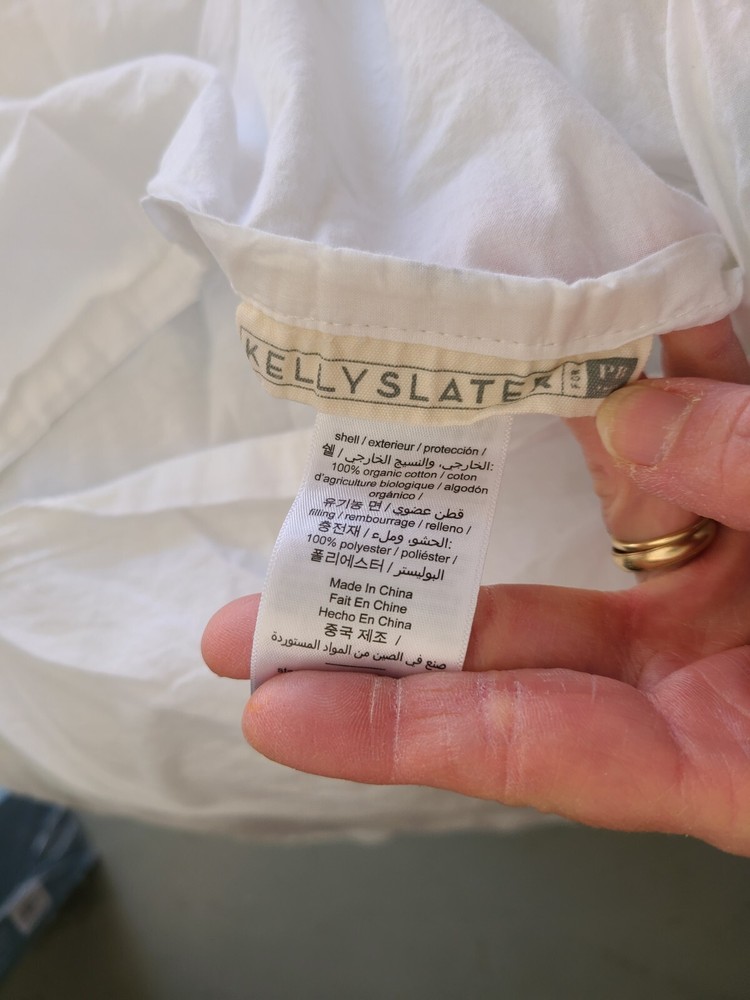 KELLYSLATER FOR PB
shell / exterieur / protección /
쉘 / الخارجي، والنسيج الخارجي:
100% organic cotton / coton
d'agriculture biologique / algodón
orgánico /
유기농 면 / قطن عضوي
filling / rembourrage / relleno /
충전재 / الحشو، وملء:
100% polyester / poliéster /
폴리에스터 / البوليستر
Made In China
Fait En Chine
Hecho En China
중국 제조 /
صنع في الصين من المواد المستوردة